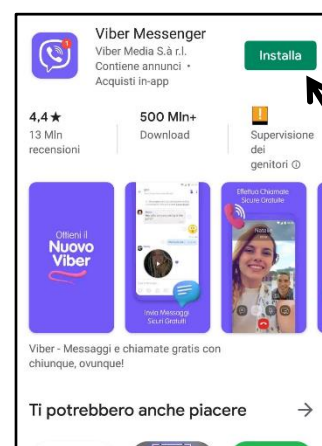 Viber Messenger
Viber Media S.à r.l.
Contiene annunci •
Acquisti in-app
Installa
4,4★
13 Mln
recensioni
500 Mln+
Download
Supervisione
dei
genitori ⓘ
Ottieni il
Nuovo
Viber
Invia Messaggi
Sicuri Gratuiti
Effettua Chiamate
Sicure Gratuite
Viber - Messaggi e chiamate gratis con
chiunque, ovunque!
Ti potrebbero anche piacere →